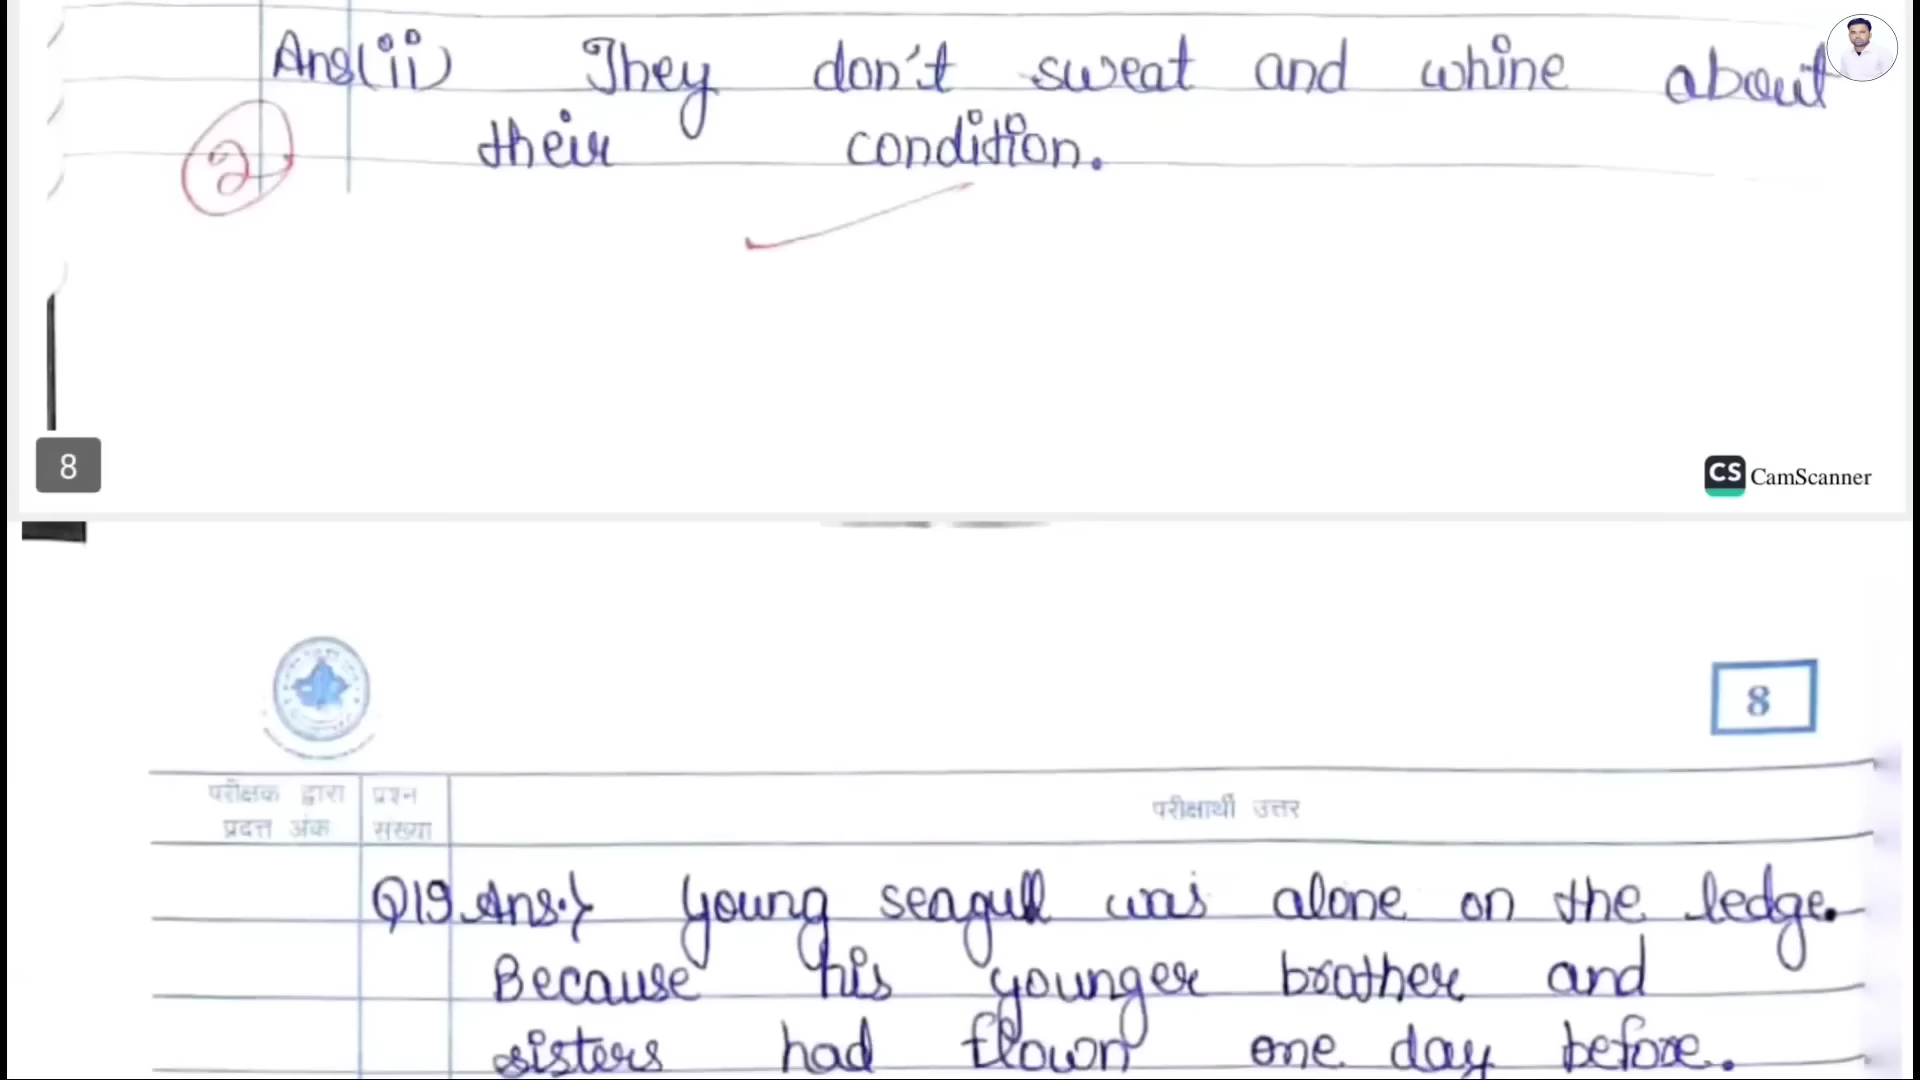 Ans(ii) They don't sweat and whine about
their condition.
2
8
CS CamScanner
8
परीक्षक द्वारा प्रदत्त अंक
प्रश्न संख्या
परीक्षार्थी उत्तर
Q19 Ans.} Young seagull was alone on the ledge.
Because his younger brother and
sisters had flown one day before.